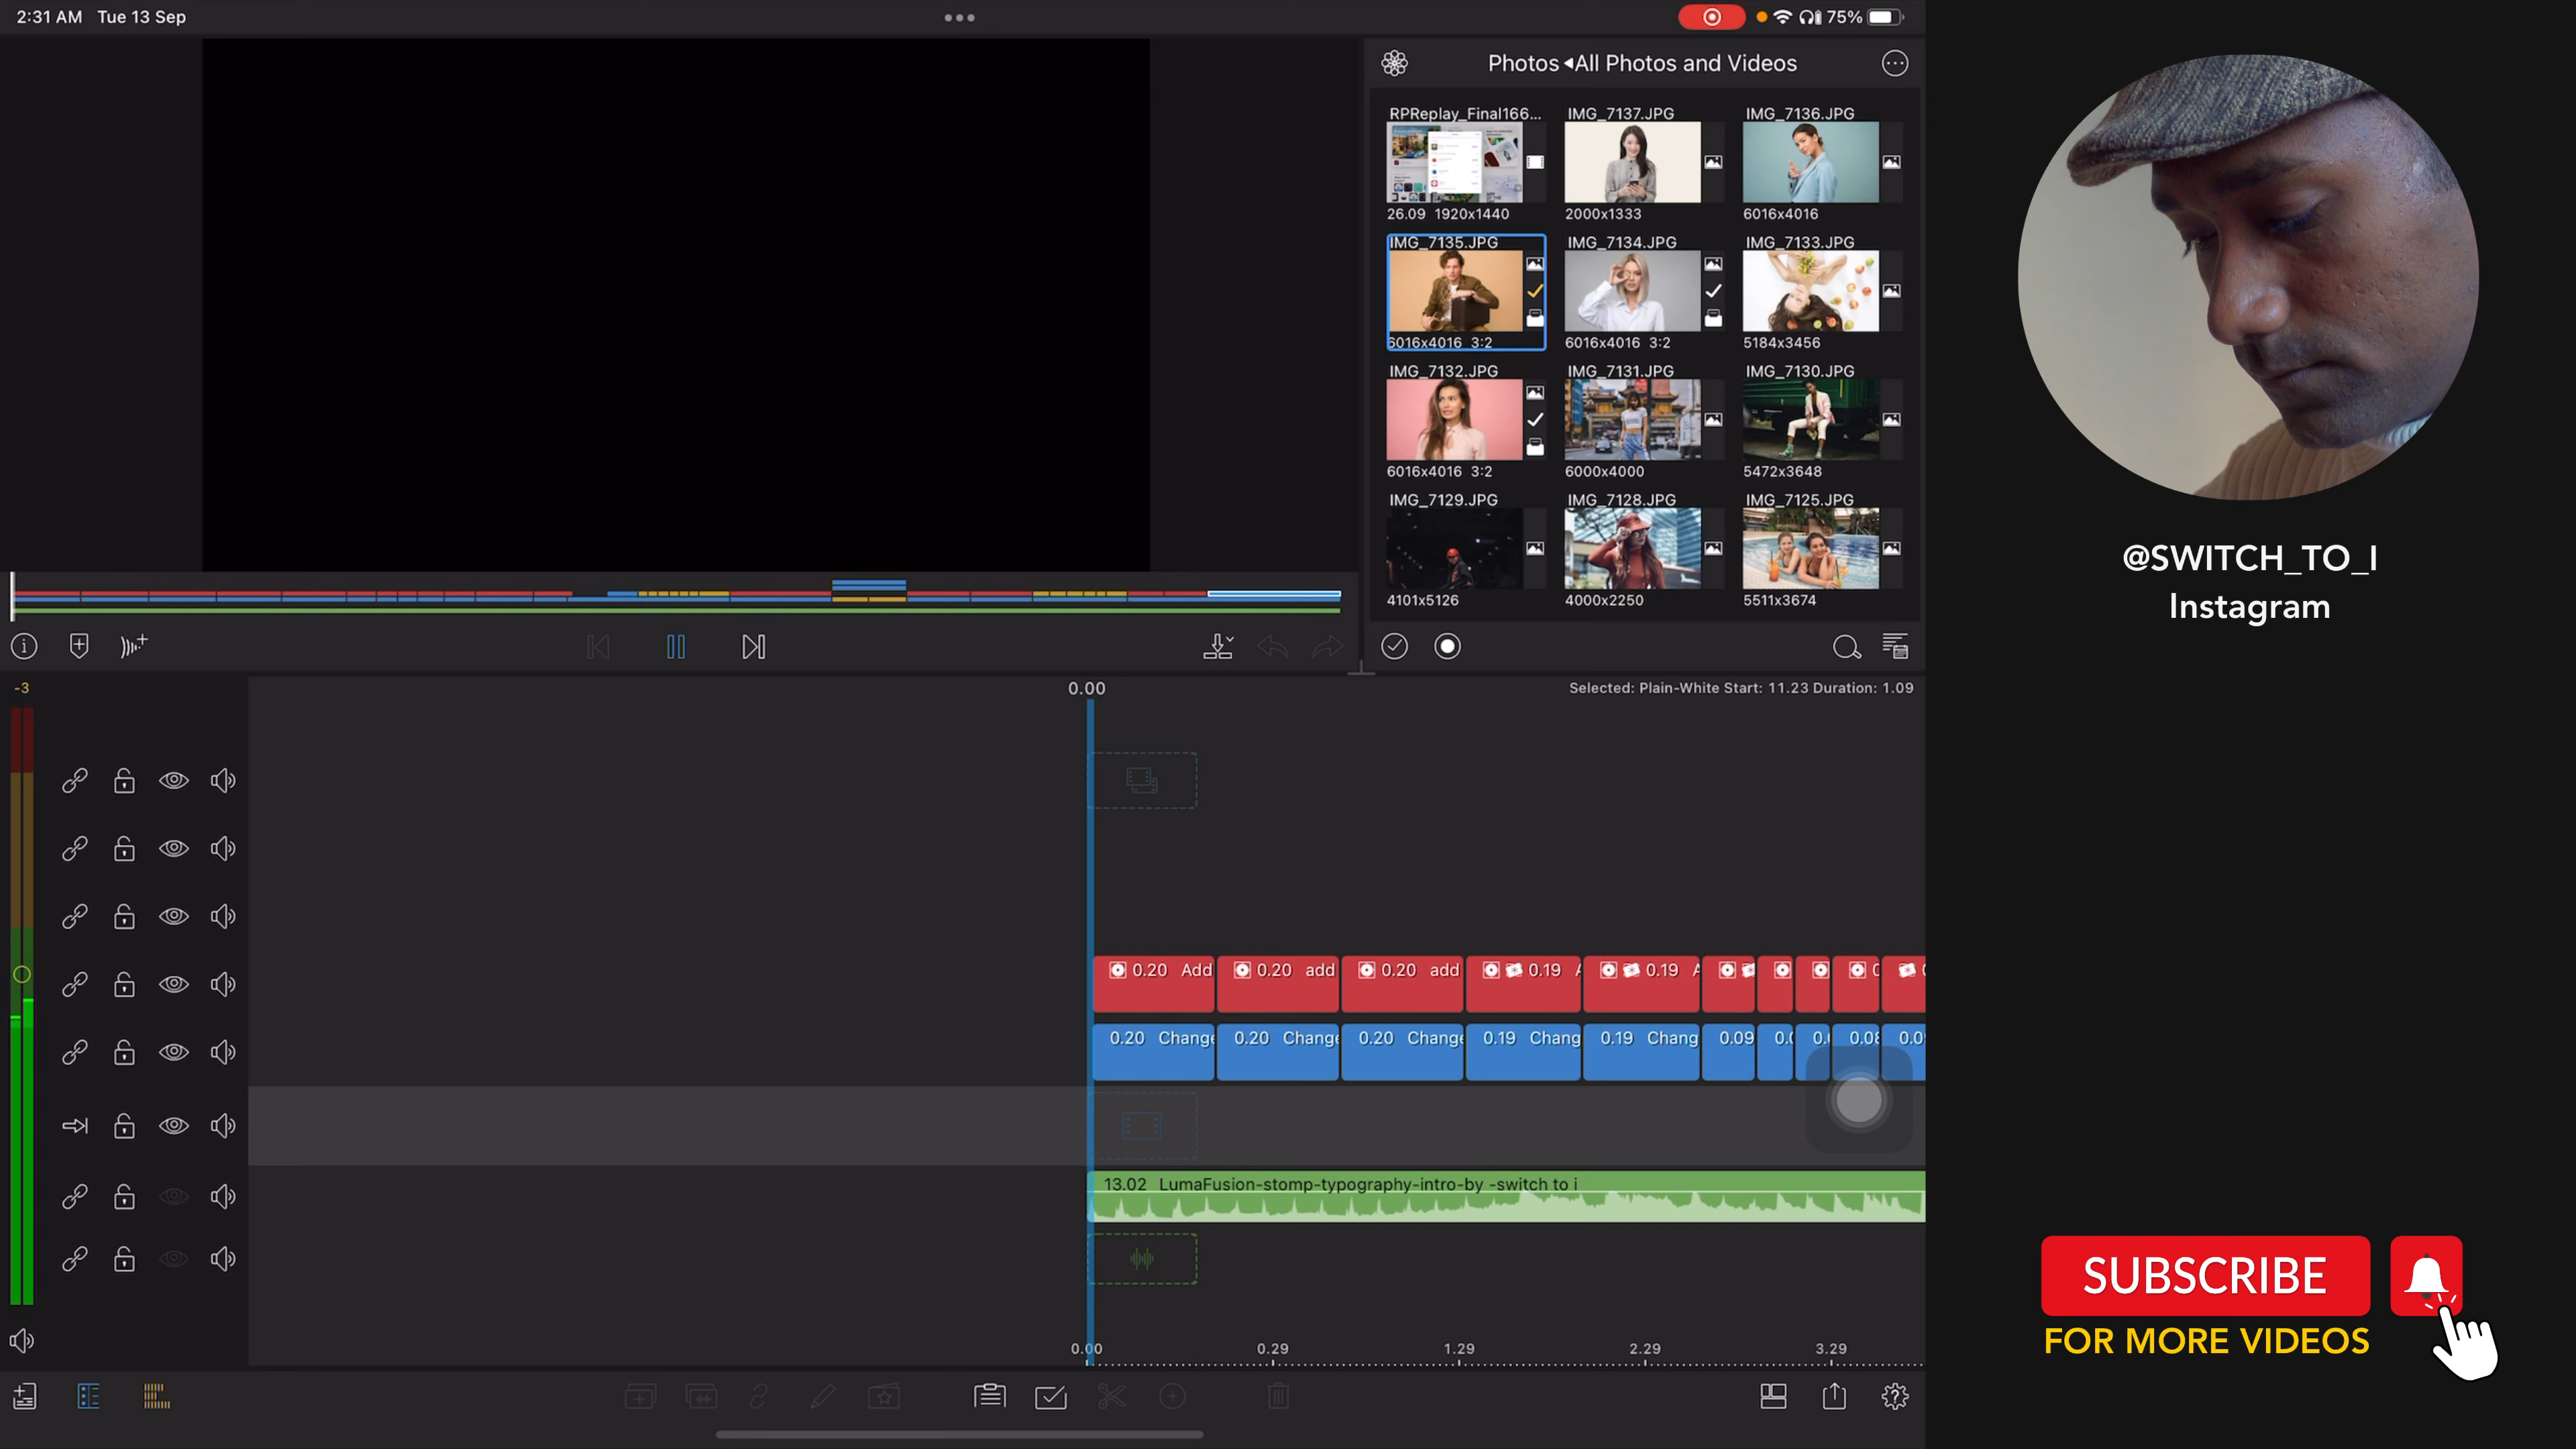 2:31 AM Tue 13 Sep
75%
Photos ◂All Photos and Videos
RPReplay_Final166... IMG_7137.JPG IMG_7136.JPG
26.09 1920x1440 2000x1333 6016x4016
IMG_7135.JPG IMG_7134.JPG IMG_7133.JPG
6016x4016 3:2 6016x4016 3:2 5184x3456
IMG_7132.JPG IMG_7131.JPG IMG_7130.JPG
6016x4016 3:2 6000x4000 5472x3648
IMG_7129.JPG IMG_7128.JPG IMG_7125.JPG
4101x5126 4000x2250 5511x3674
-3
0.00
Selected: Plain-White Start: 11.23 Duration: 1.09
0.20 Add 0.20 add 0.20 add 0.19 0.19
0.20 Change 0.20 Change 0.20 Change 0.19 Chang 0.19 Chang 0.09 0.08
13.02 LumaFusion-stomp-typography-intro-by -switch to i
0.00 0.29 1.29 2.29 3.29
@SWITCH_TO_I
Instagram
SUBSCRIBE
FOR MORE VIDEOS